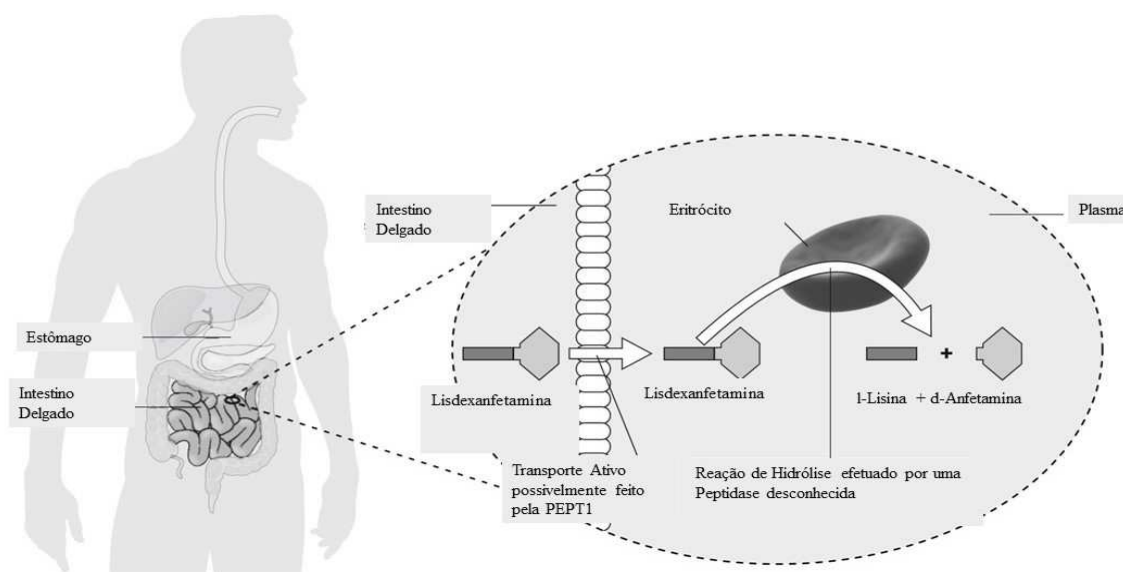 Estômago
Intestino
Delgado
Intestino
Delgado
Eritrócito
Plasma
Lisdexanfetamina
Lisdexanfetamina
l-Lisina + d-Anfetamina
+
Transporte Ativo
possivelmente feito
pela PEPT1
Reação de Hidrólise efetuado por uma
Peptidase desconhecida